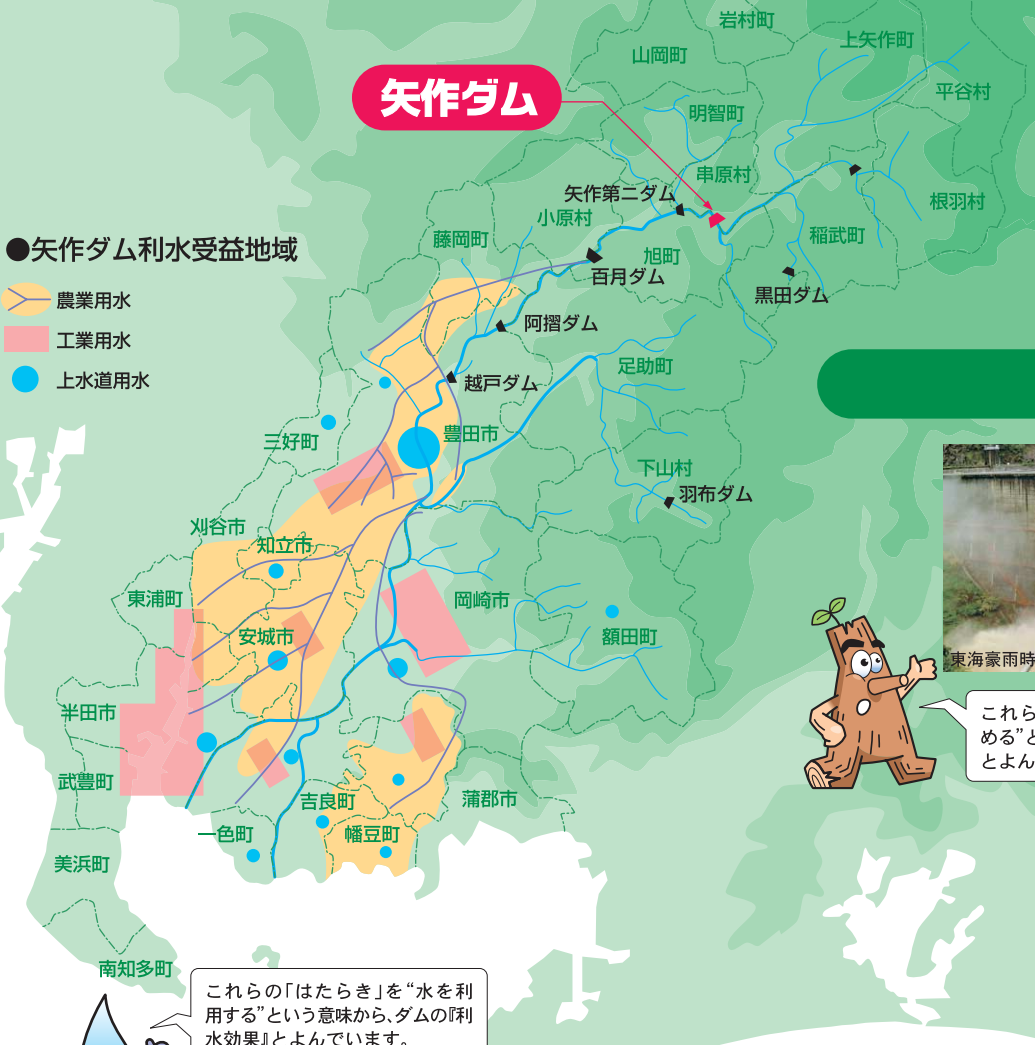 岩村町
山岡町
上矢作町
平谷村
矢作ダム
明智町
串原村
矢作第二ダム
小原村
根羽村
稲武町
藤岡町
旭町
●矢作ダム利水受益地域
百月ダム
黒田ダム
農業用水
工業用水
上水道用水
阿摺ダム
足助町
越戸ダム
三好町
豊田市
下山村
羽布ダム
刈谷市
知立市
東浦町
岡崎市
安城市
額田町
東海豪雨時
半田市
これら
める”と
とよん
武豊町
吉良町
蒲郡市
一色町
幡豆町
美浜町
南知多町
これらの「はたらき」を“水を利
用する”という意味から、ダムの『利
水効果』とよんでいます。